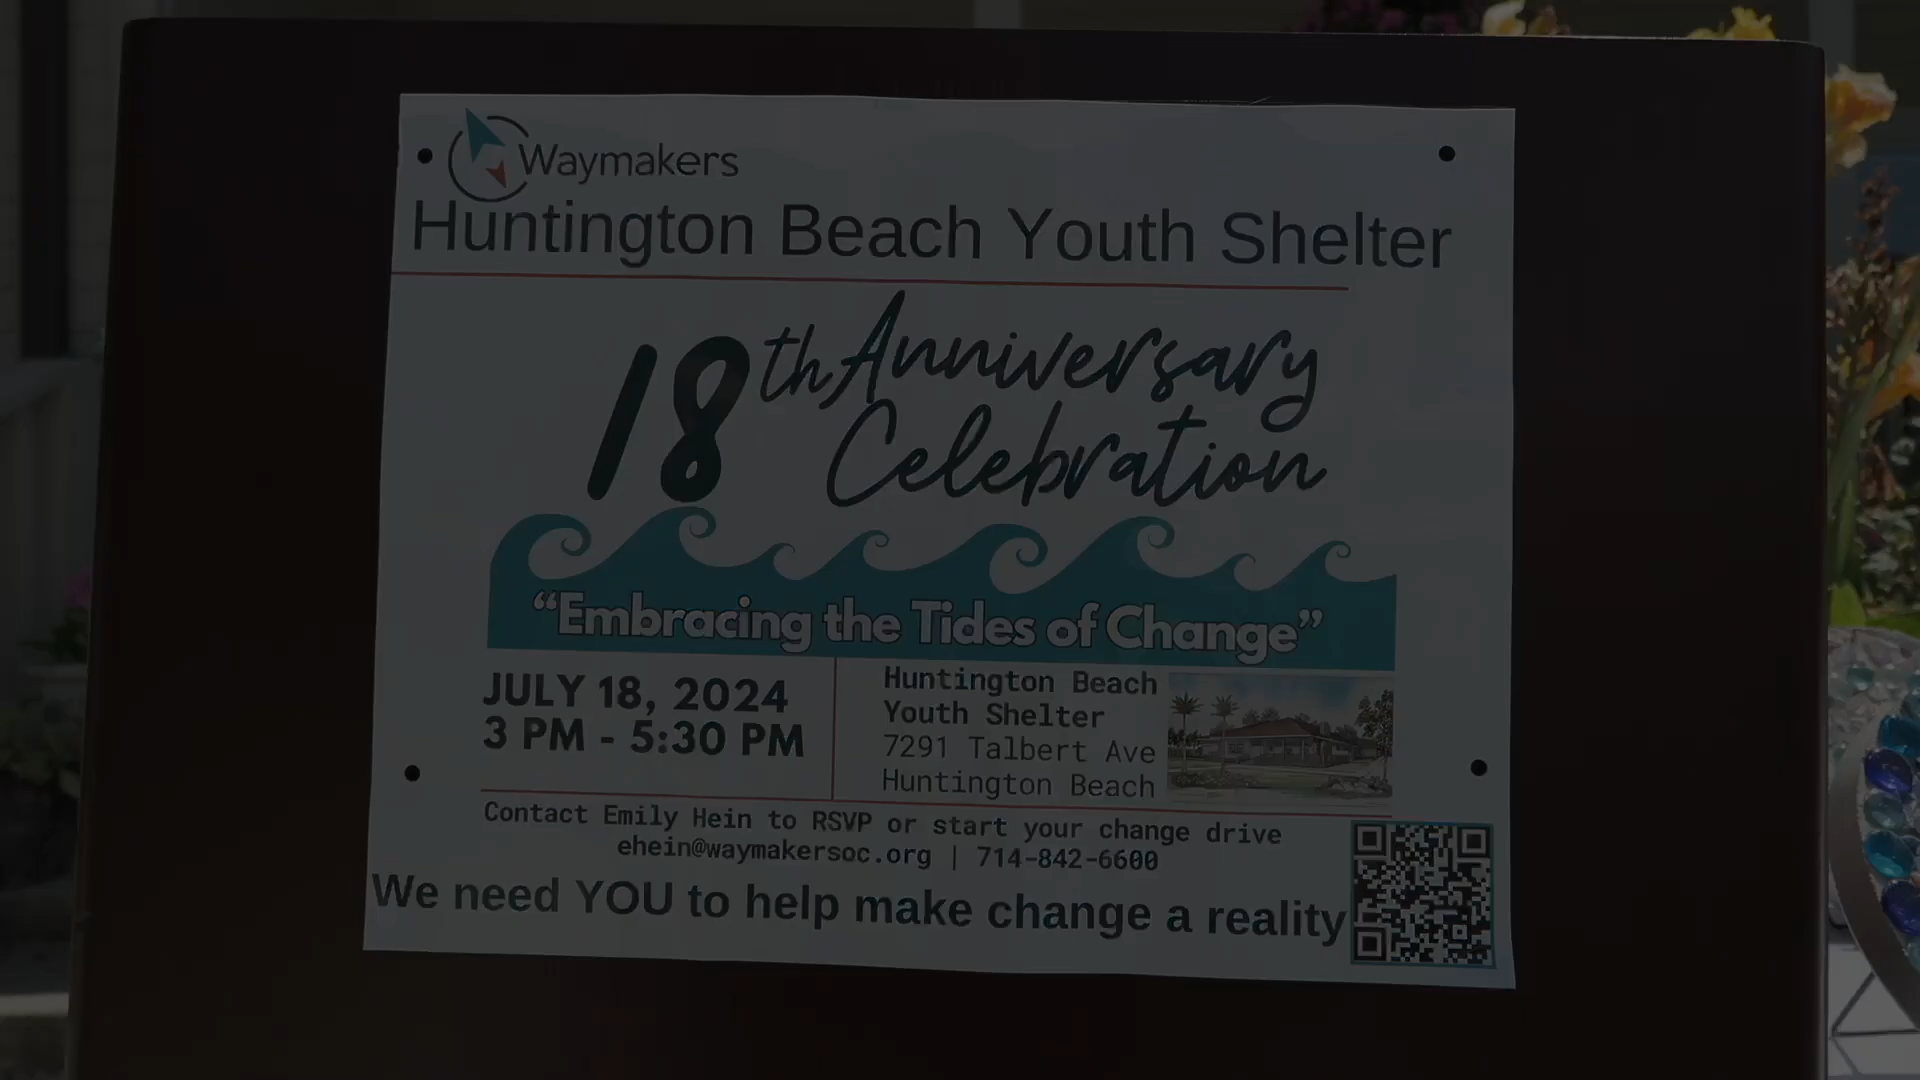 Waymakers
Huntington Beach Youth Shelter
18th Anniversary
Celebration
“Embracing the Tides of Change”
JULY 18, 2024
3 PM - 5:30 PM
Huntington Beach
Youth Shelter
7291 Talbert Ave
Huntington Beach
Contact Emily Hein to RSVP or start your change drive
ehein@waymakersoc.org | 714-842-6600
We need YOU to help make change a reality